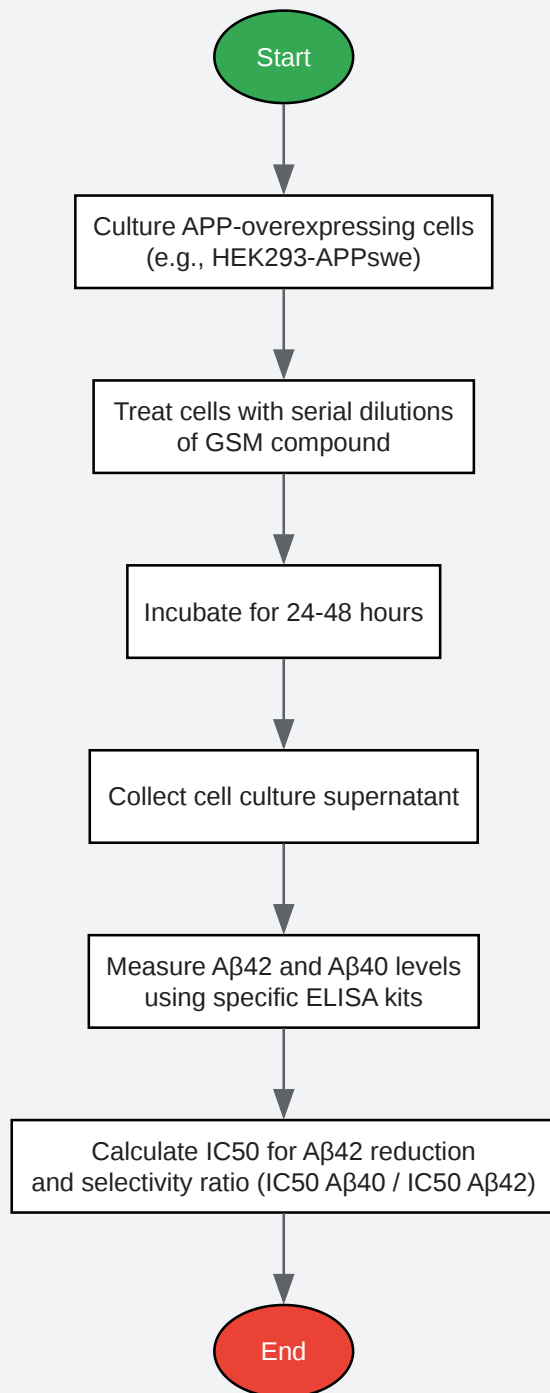 Start
Culture APP-overexpressing cells
(e.g., HEK293-APPswe)
Treat cells with serial dilutions
of GSM compound
Incubate for 24-48 hours
Collect cell culture supernatant
Measure Aβ42 and Aβ40 levels
using specific ELISA kits
Calculate IC50 for Aβ42 reduction
and selectivity ratio (IC50 Aβ40 / IC50 Aβ42)
End